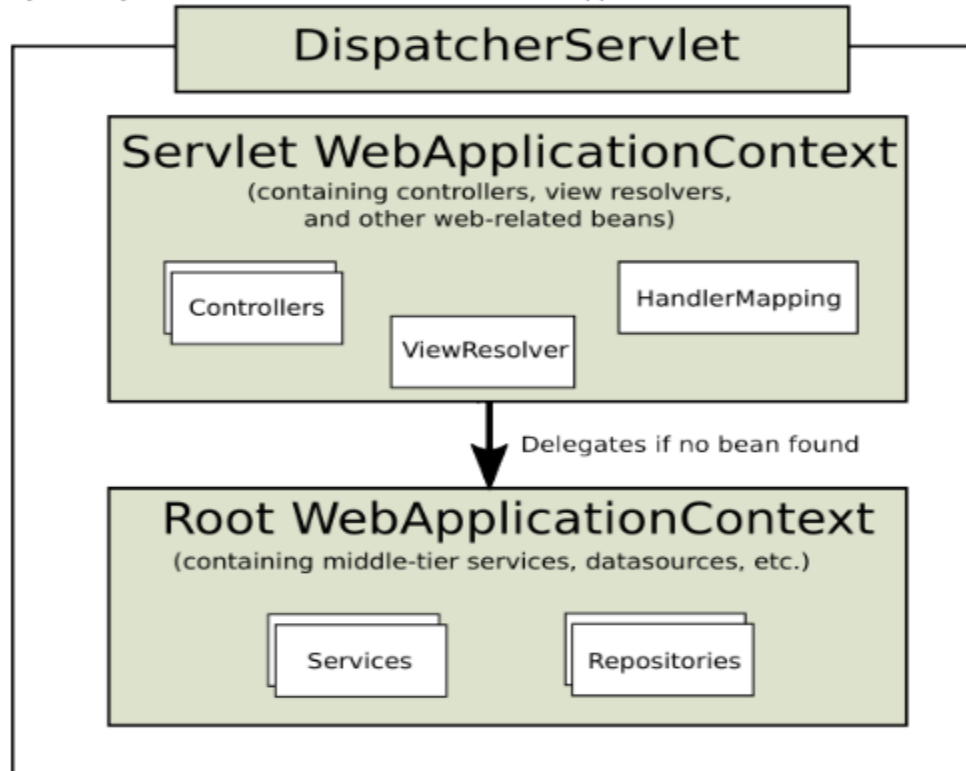 DispatcherServlet
Servlet WebApplicationContext
(containing controllers, view resolvers,
and other web-related beans)
Controllers
HandlerMapping
ViewResolver
Delegates if no bean found
Root WebApplicationContext
(containing middle-tier services, datasources, etc.)
Services
Repositories